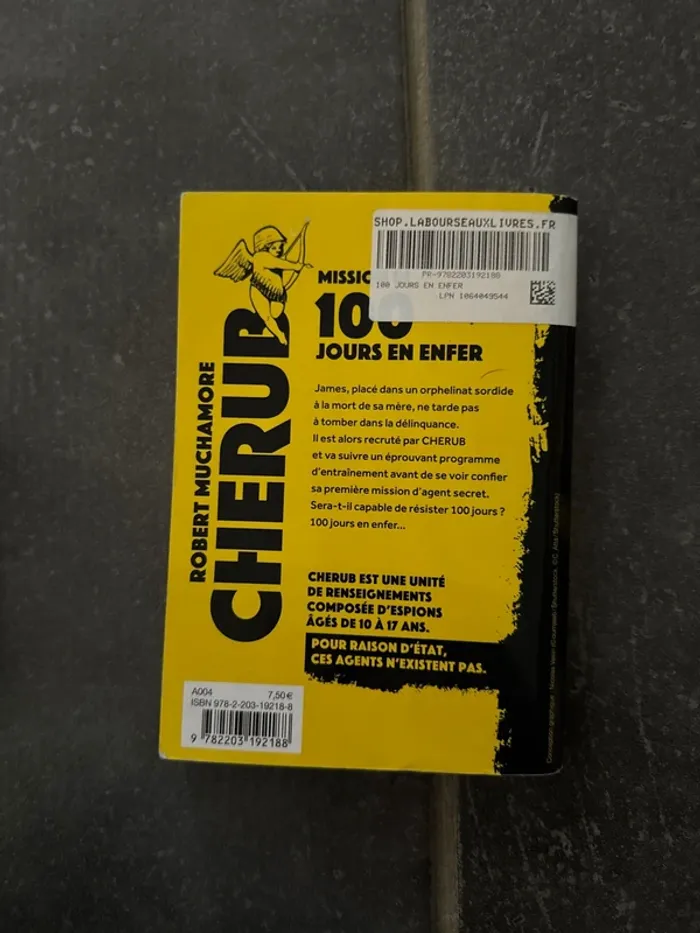 SHOP.LABOURSEAUXLIVRES.FR
PR-9782203192188
100 JOURS EN ENFER
LPN 1064049544
ROBERT MUCHAMORE
CHERUB
100
JOURS EN ENFER
James, placé dans un orphelinat sordide
à la mort de sa mère, ne tarde pas
à tomber dans la délinquance.
Il est alors recruté par CHERUB
et va suivre un éprouvant programme
d'entraînement avant de se voir confier
sa première mission d'agent secret.
Sera-t-il capable de résister 100 jours ?
100 jours en enfer...
CHERUB EST UNE UNITÉ
DE RENSEIGNEMENTS
COMPOSÉE D'ESPIONS
ÂGÉS DE 10 À 17 ANS.
POUR RAISON D'ÉTAT,
CES AGENTS N'EXISTENT PAS.
A004 7,50 €
ISBN 978-2-203-19218-8
9 782203 192188